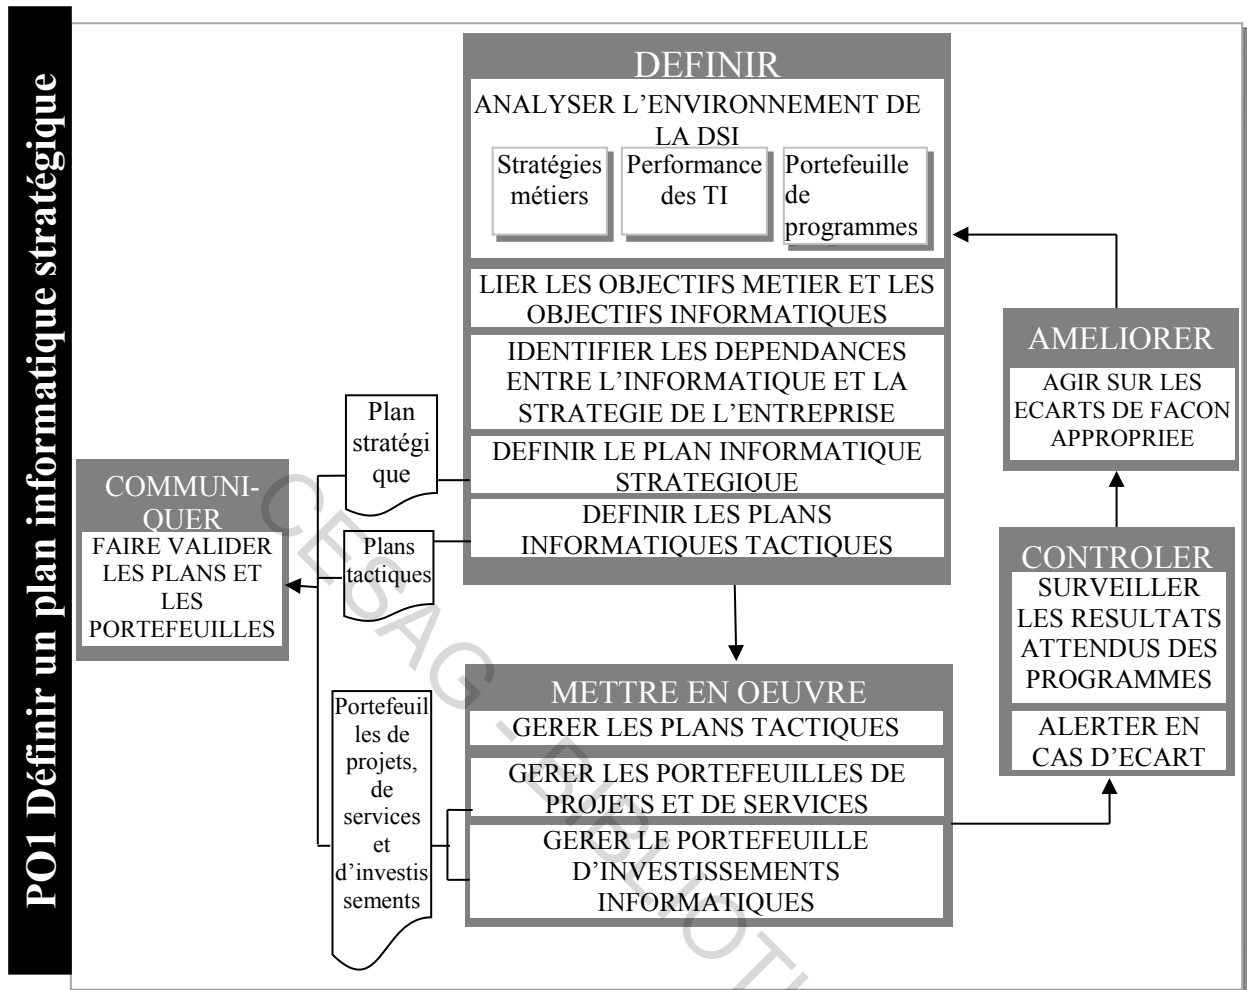 PO1 Définir un plan informatique stratégique
DEFINIR
ANALYSER L’ENVIRONNEMENT DE
LA DSI
Stratégies
métiers
Performance
des TI
Portefeuille
de
programmes
LIER LES OBJECTIFS METIER ET LES
OBJECTIFS INFORMATIQUES
IDENTIFIER LES DEPENDANCES
ENTRE L’INFORMATIQUE ET LA
STRATEGIE DE L’ENTREPRISE
DEFINIR LE PLAN INFORMATIQUE
STRATEGIQUE
DEFINIR LES PLANS
INFORMATIQUES TACTIQUES
Plan
stratégi
que
Plans
tactiques
Portefeuil
les de
projets,
de
services
et
d’investis
sements
COMMUNI-
QUER
FAIRE VALIDER
LES PLANS ET
LES
PORTEFEUILLES
METTRE EN OEUVRE
GERER LES PLANS TACTIQUES
GERER LES PORTEFEUILLES DE
PROJETS ET DE SERVICES
GERER LE PORTEFEUILLE
D’INVESTISSEMENTS
INFORMATIQUES
AMELIORER
AGIR SUR LES
ECARTS DE FACON
APPROPRIEE
CONTROLER
SURVEILLER
LES RESULTATS
ATTENDUS DES
PROGRAMMES
ALERTER EN
CAS D’ECART
CESAG - BIBLIOT